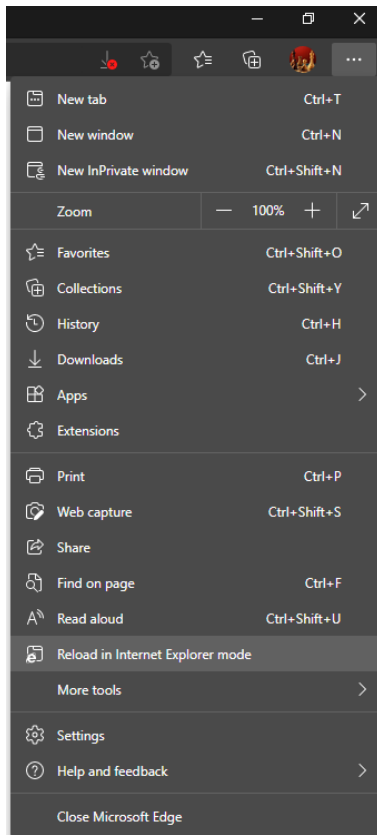 New tab Ctrl+T
New window Ctrl+N
New InPrivate window Ctrl+Shift+N
Zoom — 100% +
Favorites Ctrl+Shift+O
Collections Ctrl+Shift+Y
History Ctrl+H
Downloads Ctrl+J
Apps
Extensions
Print Ctrl+P
Web capture Ctrl+Shift+S
Share
Find on page Ctrl+F
Read aloud Ctrl+Shift+U
Reload in Internet Explorer mode
More tools
Settings
Help and feedback
Close Microsoft Edge